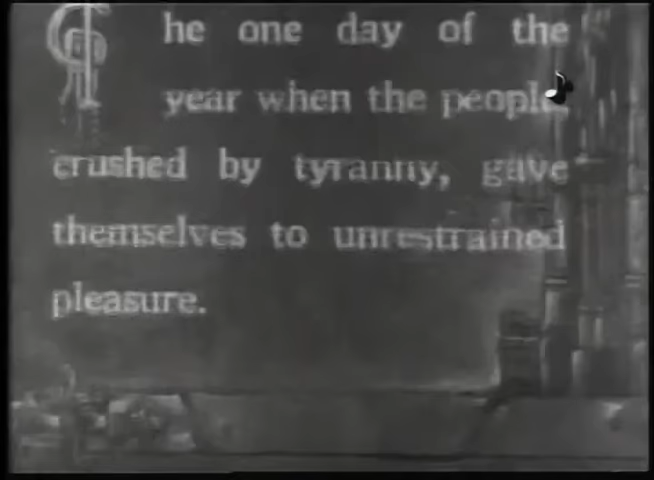 The one day of the
year when the people
crushed by tyranny, gave
themselves to unrestrained
pleasure.